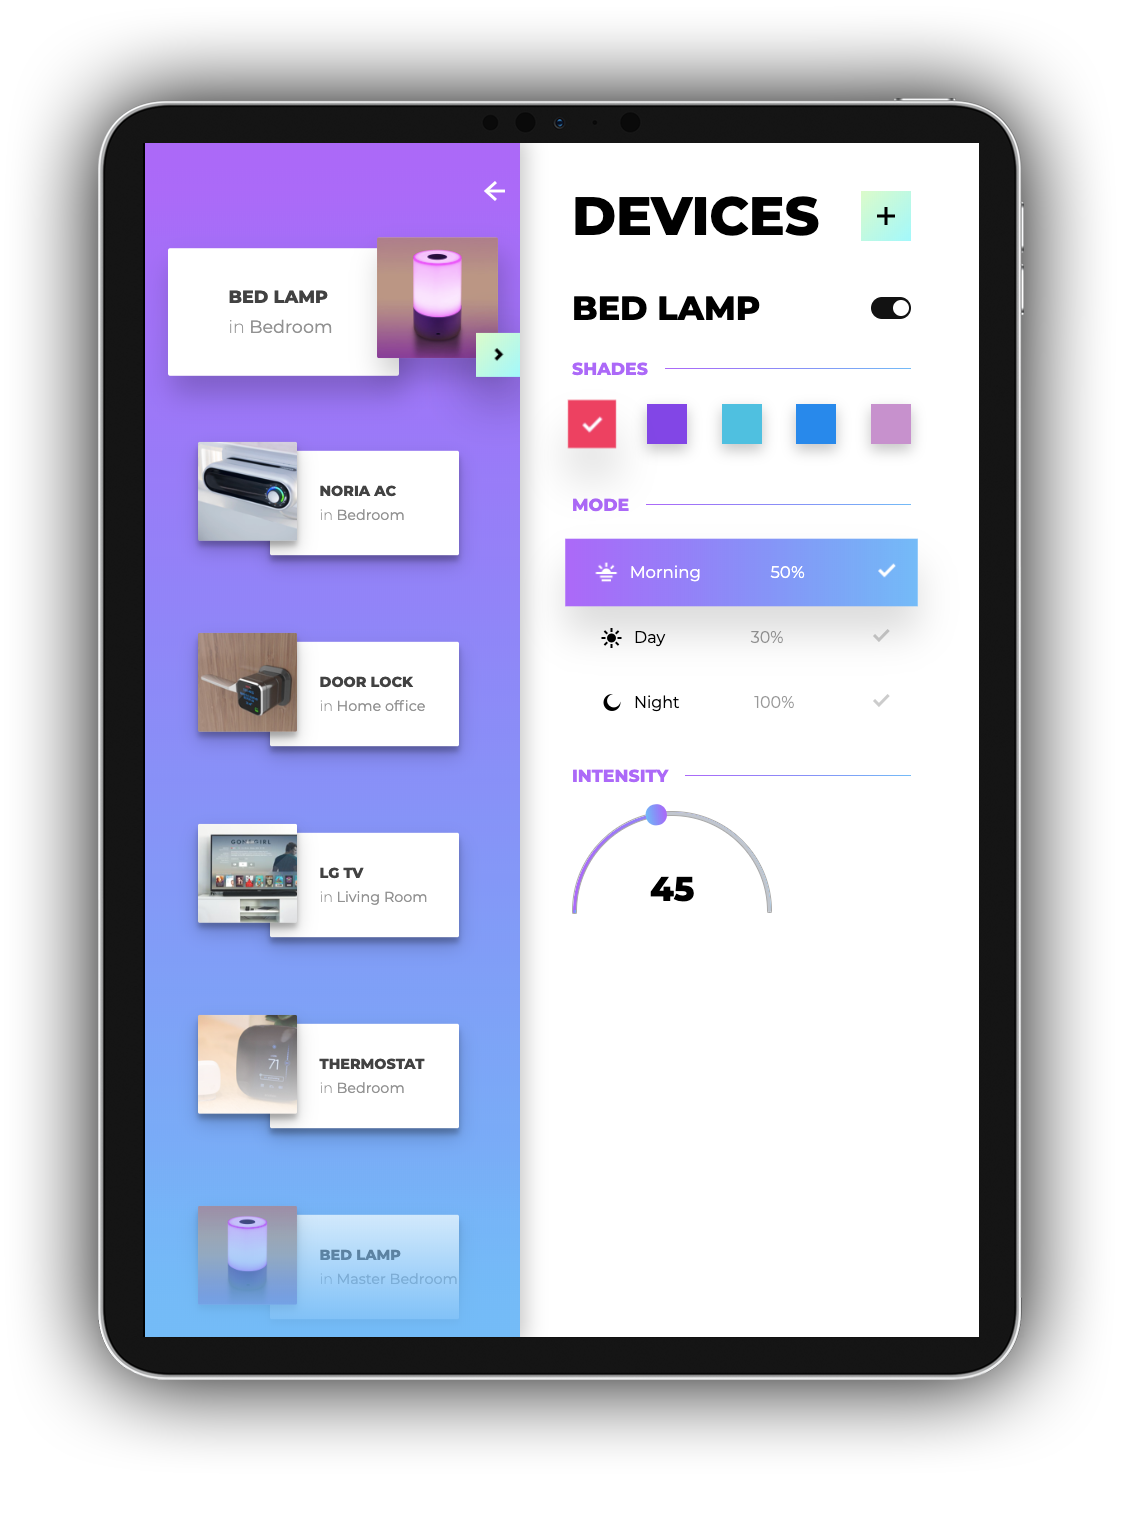 BED LAMP
in Bedroom
NORIA AC
in Bedroom
DOOR LOCK
in Home office
LG TV
in Living Room
THERMOSTAT
in Bedroom
71
BED LAMP
in Master Bedroom
DEVICES
BED LAMP
SHADES
MODE
Morning 50%
Day 30%
Night 100%
INTENSITY
45